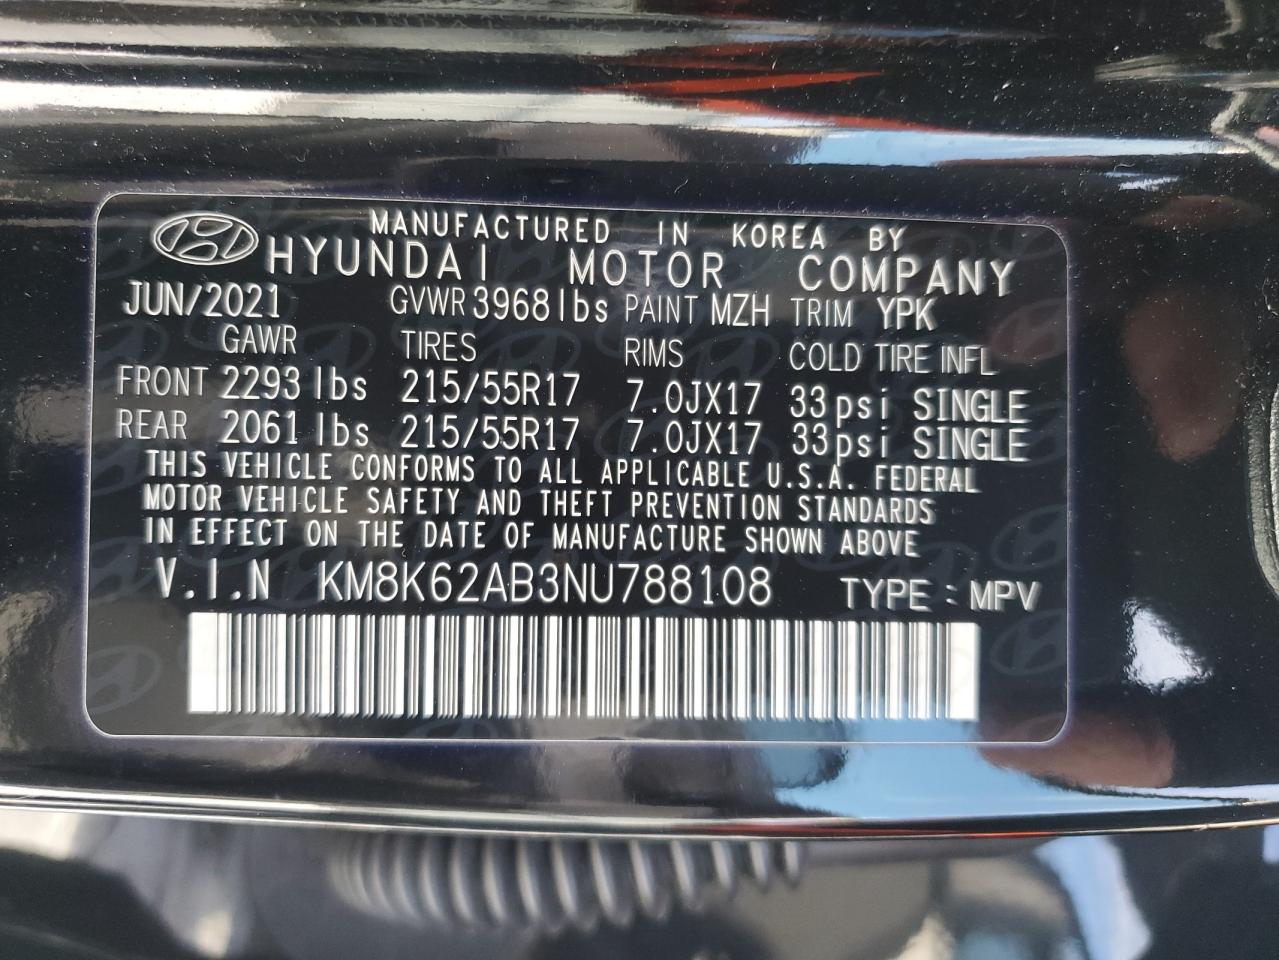 MANUFACTURED IN KOREA BY
HYUNDAI MOTOR COMPANY
JUN/2021 GVWR 3968 lbs PAINT MZH TRIM YPK
GAWR TIRES RIMS COLD TIRE INFL
FRONT 2293 lbs 215/55R17 7.0JX17 33psi SINGLE
REAR 2061 lbs 215/55R17 7.0JX17 33psi SINGLE
THIS VEHICLE CONFORMS TO ALL APPLICABLE U.S.A. FEDERAL
MOTOR VEHICLE SAFETY AND THEFT PREVENTION STANDARDS
IN EFFECT ON THE DATE OF MANUFACTURE SHOWN ABOVE
V.I.N KM8K62AB3NU788108 TYPE : MPV